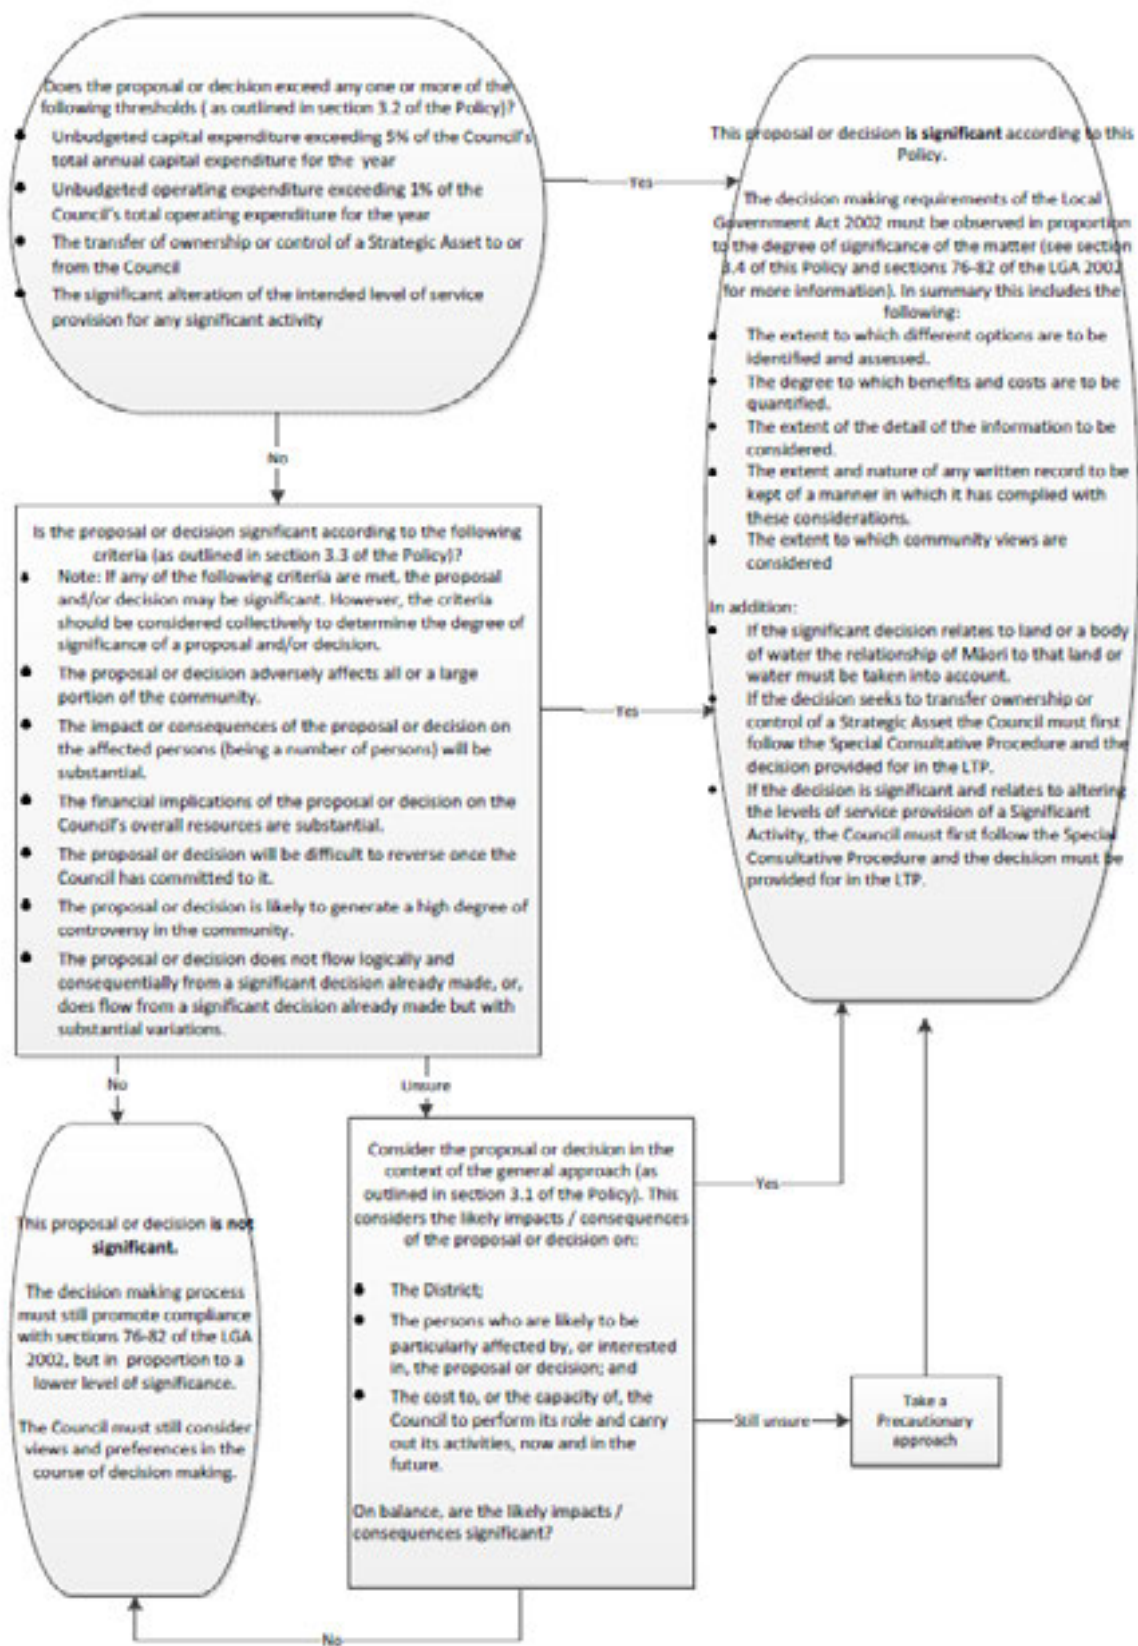 Does the proposal or decision exceed any one or more of the
following thresholds ( as outlined in section 3.2 of the Policy)?
Unbudgeted capital expenditure exceeding 5% of the Council's
total annual capital expenditure for the year
Unbudgeted operating expenditure exceeding 1% of the
Council's total operating expenditure for the year
The transfer of ownership or control of a Strategic Asset to or
from the Council
The significant alteration of the intended level of service
provision for any significant activity
Yes
This proposal or decision is significant according to this
Policy.
The decision making requirements of the Local
Government Act 2002 must be observed in proportion
to the degree of significance of the matter (see section
3.4 of this Policy and sections 76-82 of the LGA 2002
for more information). In summary this includes the
following:
The extent to which different options are to be
identified and assessed.
The degree to which benefits and costs are to be
quantified.
The extent of the detail of the information to be
considered.
The extent and nature of any written record to be
kept of a manner in which it has complied with
these considerations.
The extent to which community views are
considered
In addition:
If the significant decision relates to land or a body
of water the relationship of Māori to that land or
water must be taken into account.
If the decision seeks to transfer ownership or
control of a Strategic Asset the Council must first
follow the Special Consultative Procedure and the
decision provided for in the LTP.
If the decision is significant and relates to altering
the levels of service provision of a Significant
Activity, the Council must first follow the Special
Consultative Procedure and the decision must be
provided for in the LTP.
No
Is the proposal or decision significant according to the following
criteria (as outlined in section 3.3 of the Policy)?
Note: If any of the following criteria are met, the proposal
and/or decision may be significant. However, the criteria
should be considered collectively to determine the degree of
significance of a proposal and/or decision.
The proposal or decision adversely affects all or a large
portion of the community.
The impact or consequences of the proposal or decision on
the affected persons (being a number of persons) will be
substantial.
The financial implications of the proposal or decision on the
Council's overall resources are substantial.
The proposal or decision will be difficult to reverse once the
Council has committed to it.
The proposal or decision is likely to generate a high degree of
controversy in the community.
The proposal or decision does not flow logically and
consequentially from a significant decision already made, or,
does flow from a significant decision already made but with
substantial variations.
Yes
No
Unsure
This proposal or decision is not
significant.
The decision making process
must still promote compliance
with sections 76-82 of the LGA
2002, but in proportion to a
lower level of significance.
The Council must still consider
views and preferences in the
course of decision making.
Consider the proposal or decision in the
context of the general approach (as
outlined in section 3.1 of the Policy). This
considers the likely impacts / consequences
of the proposal or decision on:
The District;
The persons who are likely to be
particularly affected by, or interested
in, the proposal or decision; and
The cost to, or the capacity of, the
Council to perform its role and carry
out its activities, now and in the
future.
On balance, are the likely impacts /
consequences significant?
Yes
Still unsure
Take a
Precautionary
approach
No